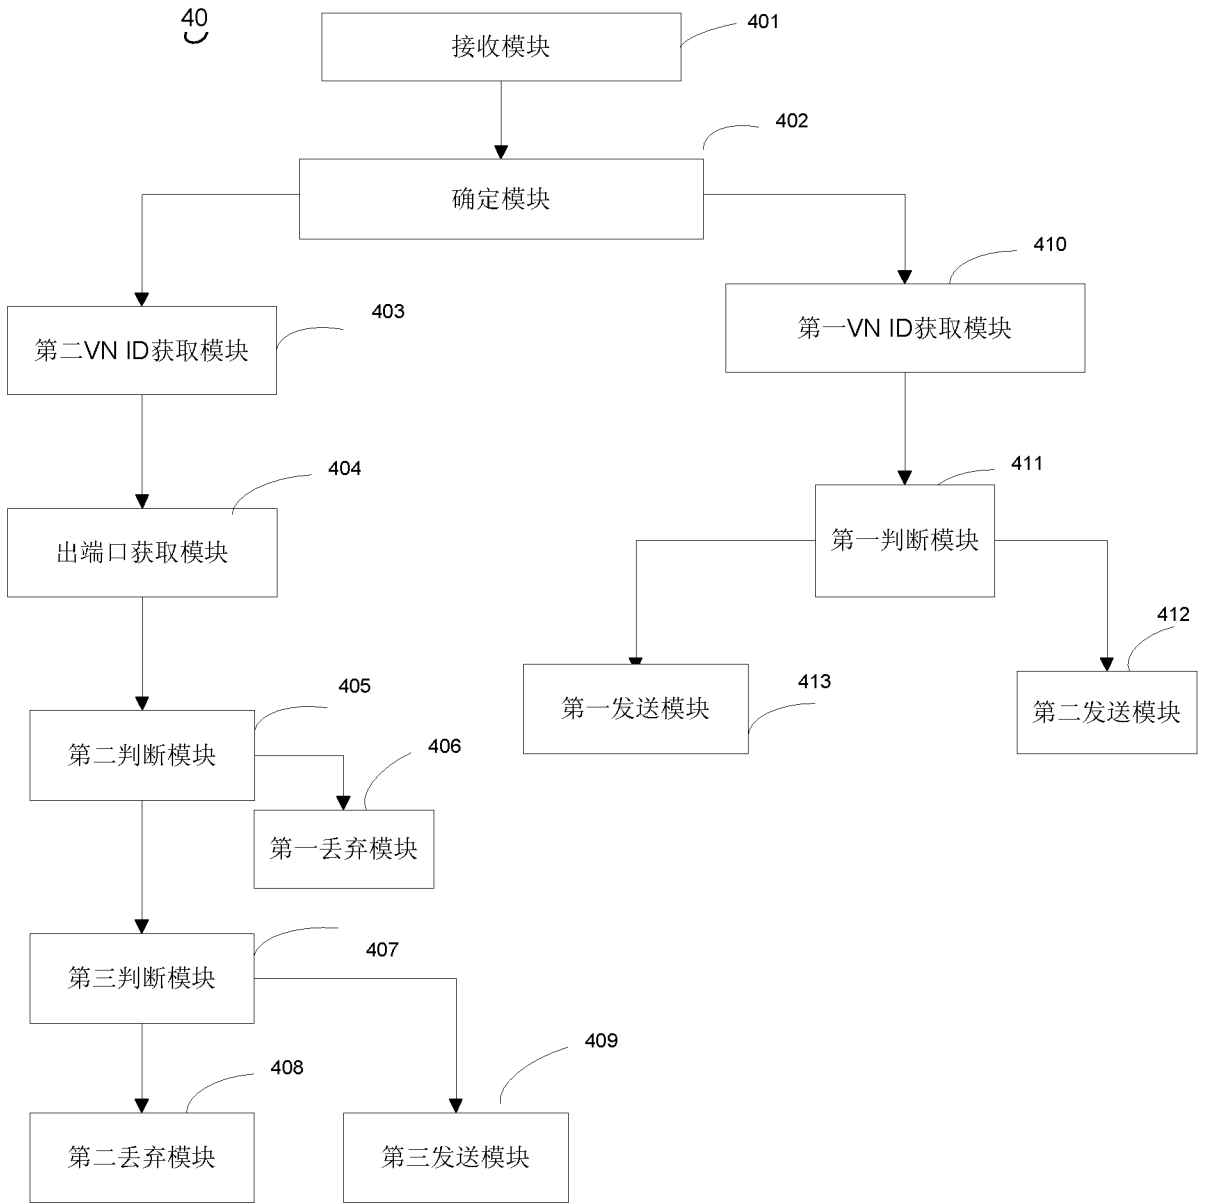 40
接收模块
401
402
确定模块
410
403
第一VN ID获取模块
第二VN ID获取模块
404
411
出端口获取模块
第一判断模块
412
405
413
第一发送模块
第二发送模块
第二判断模块
406
第一丢弃模块
407
第三判断模块
409
408
第二丢弃模块
第三发送模块